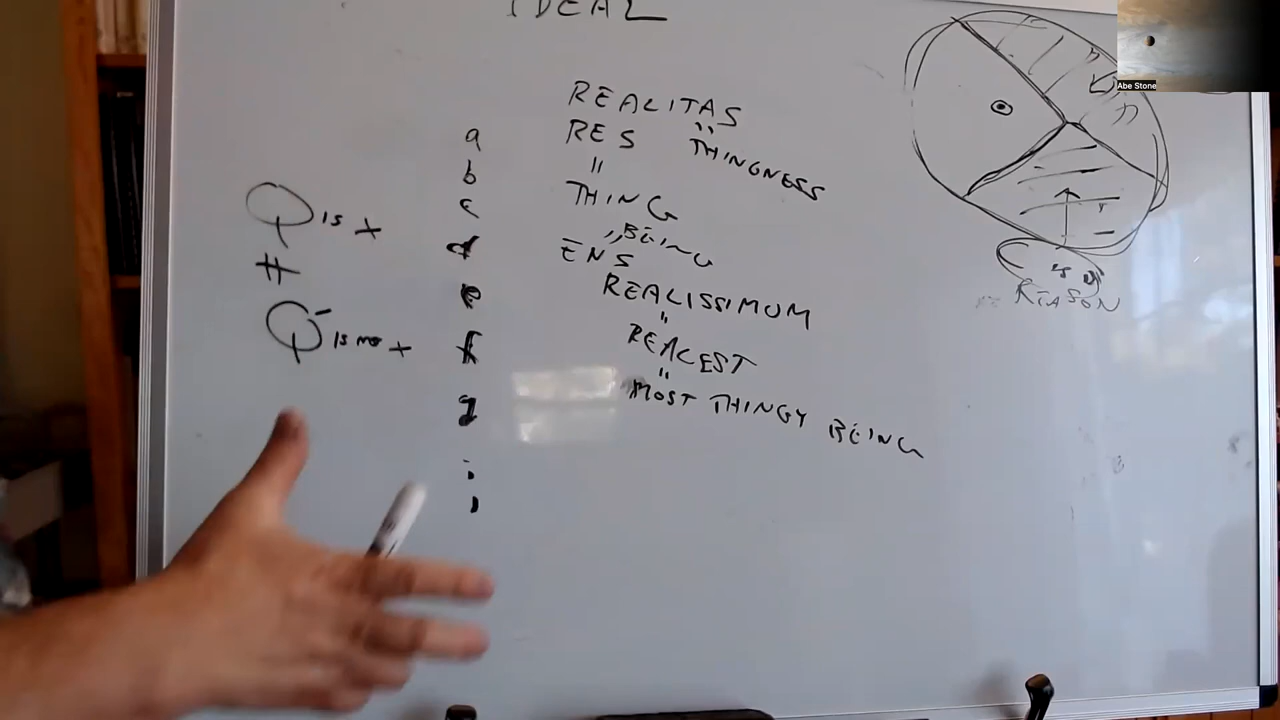 IDEAL
REALITAS
"
THINGNESS
RES
"
THING
" BEING
ENS
REALISSIMUM
"
REALEST
"
MOST THINGY BEING
a
b
c
d
e
f
g
Q is x
Q̄ is not x
REASON
Abe Stone